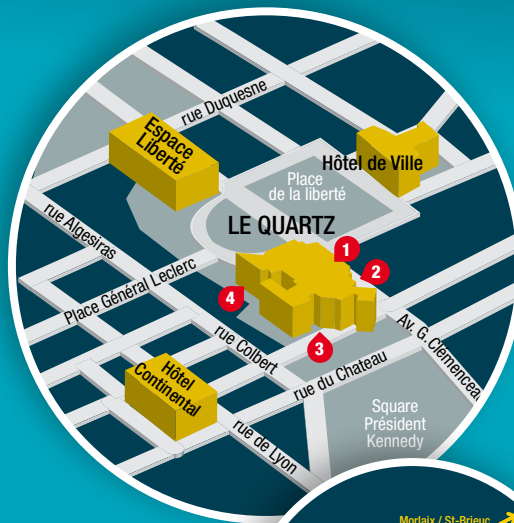 rue Duquesne
Espace
Liberté
Hôtel de Ville
Place
de la liberté
LE QUARTZ
rue Algesiras
1
2
Place Général Leclerc
4
3
Av. G. Clémenceau
rue Colbert
rue du Chateau
Hôtel
Continental
Square
Président
Kennedy
rue de Lyon
Morlaix / St-Brieuc